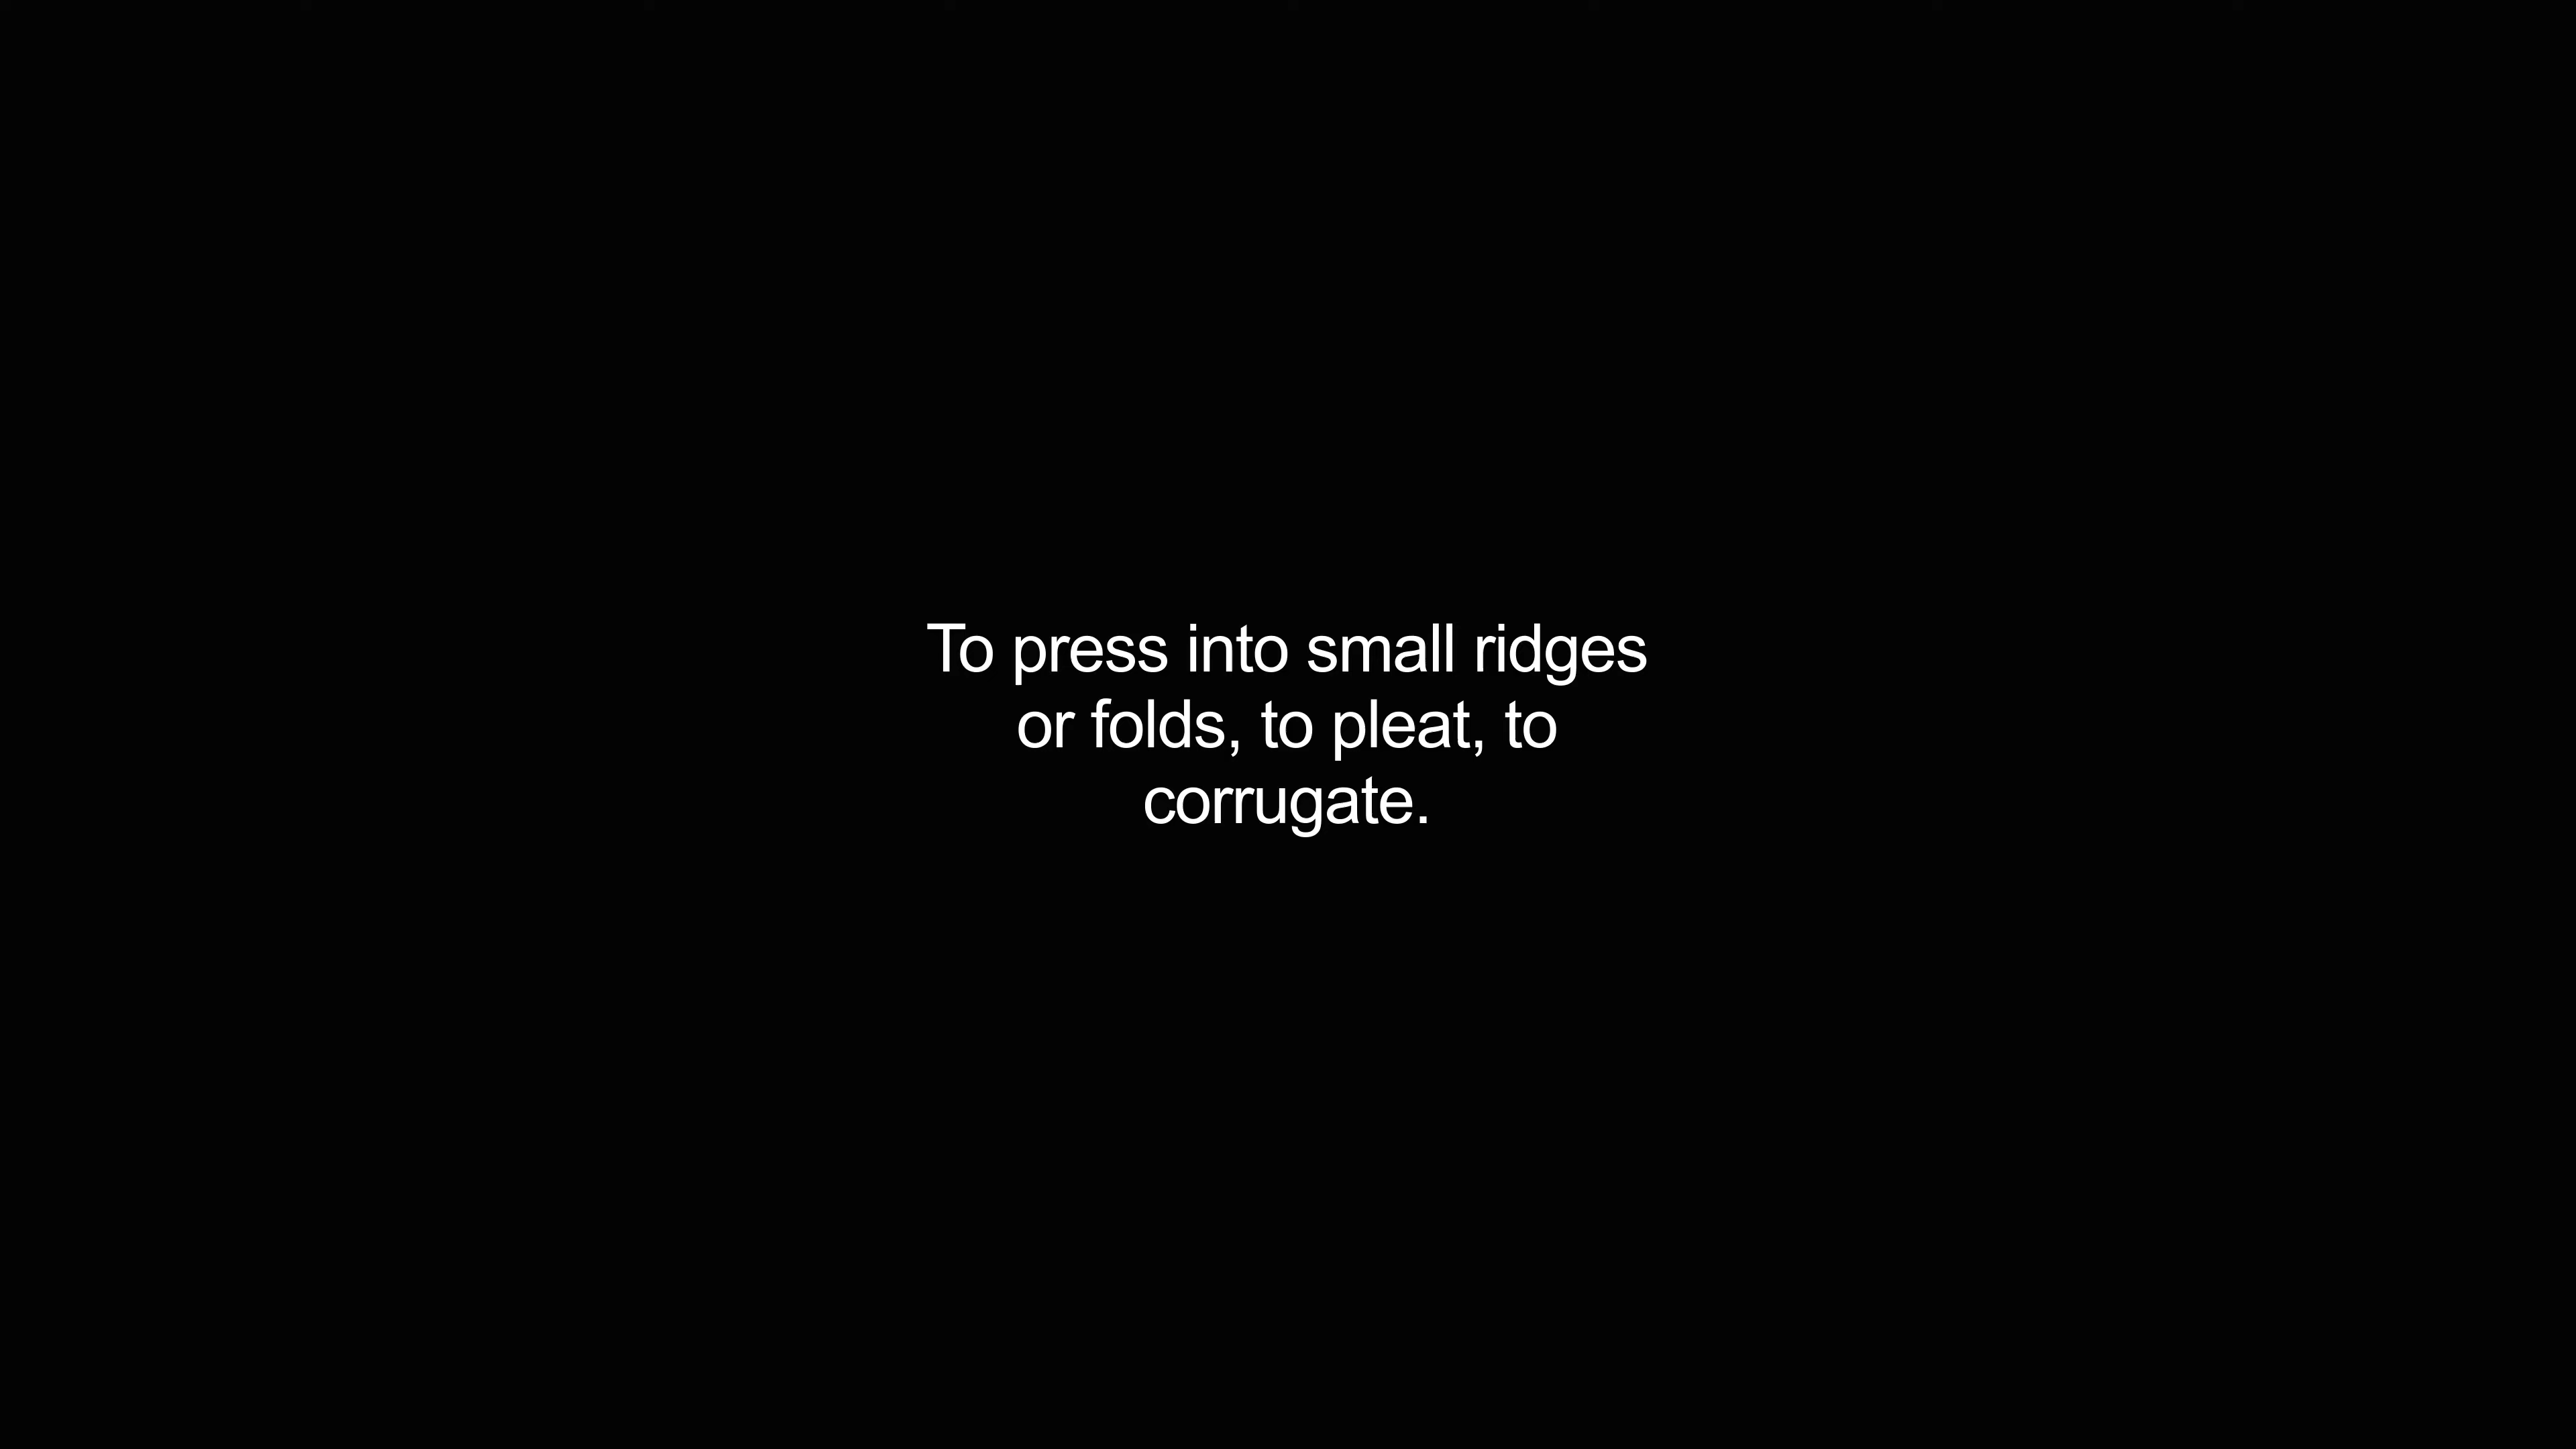 To press into small ridges
or folds, to pleat, to
corrugate.